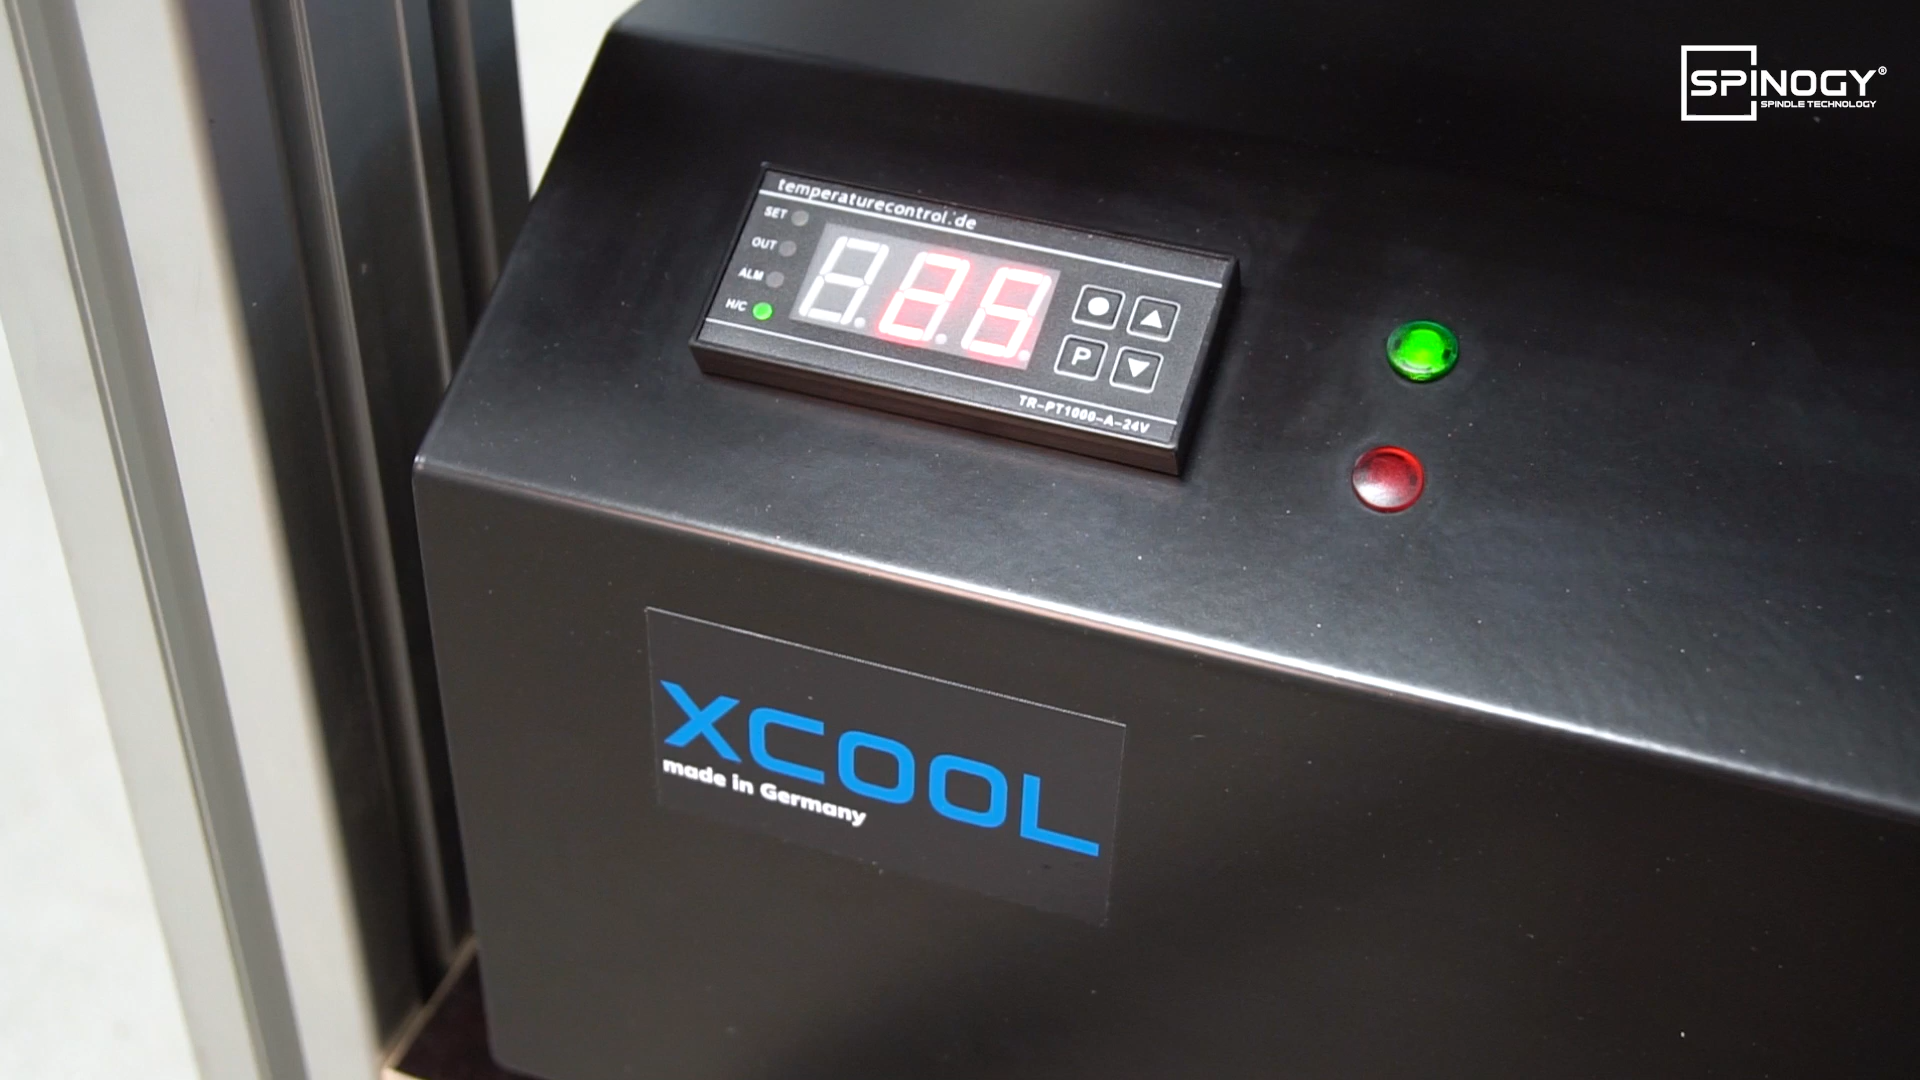 SPINOGY®
SPINDLE TECHNOLOGY
temperaturecontrol.de
SET
OUT
ALM
H/C
P
TR-PT1000-A-24V
XCOOL
made in Germany